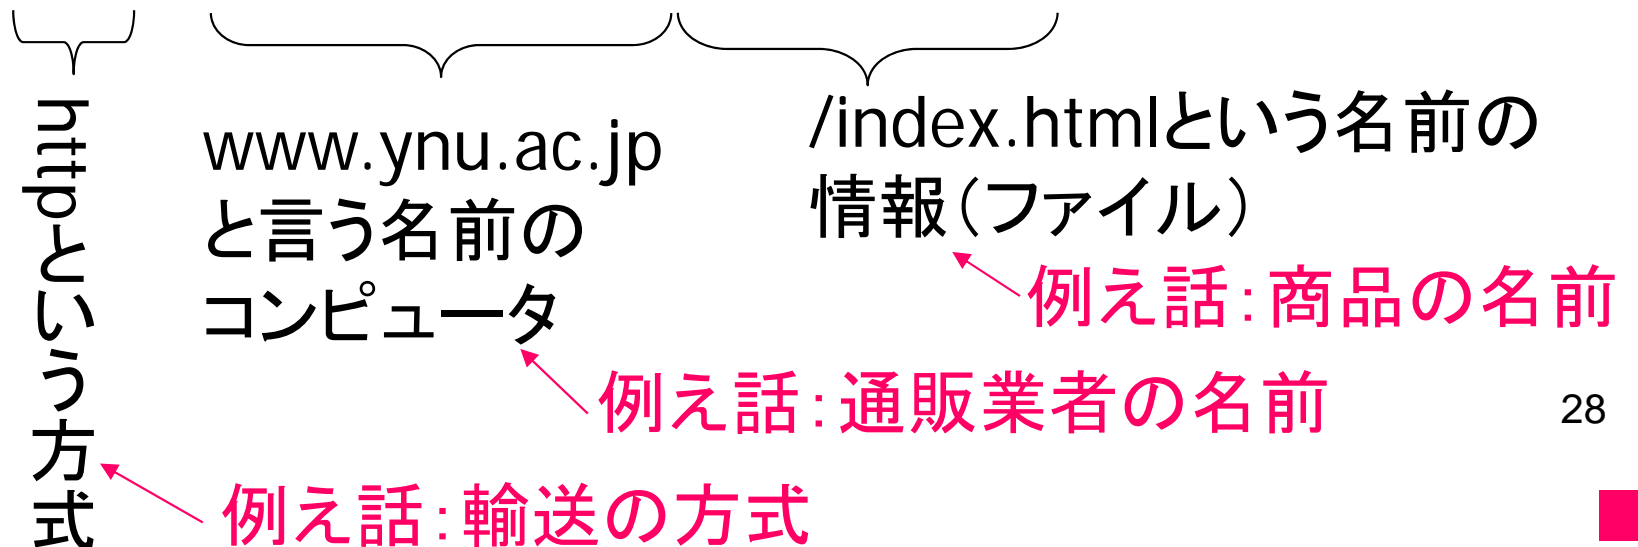 httpという方式
www.ynu.ac.jp
と言う名前の
コンピュータ
/index.htmlという名前の
情報（ファイル）
例え話：商品の名前
例え話：通販業者の名前
28
例え話：輸送の方式